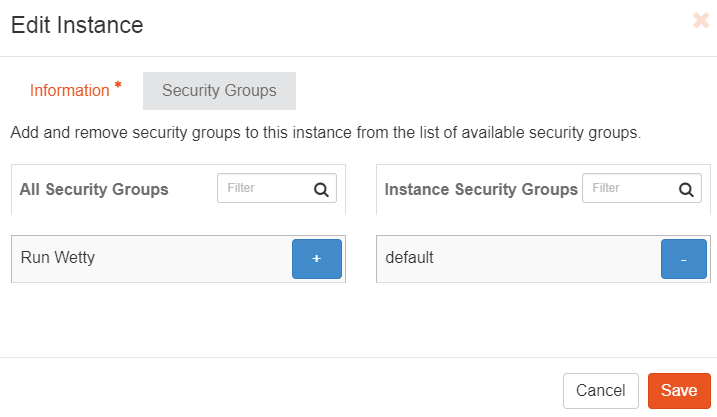 Edit Instance
Information *
Security Groups
Add and remove security groups to this instance from the list of available security groups.
All Security Groups
Filter
Instance Security Groups
Filter
Run Wetty
+
default
-
Cancel
Save